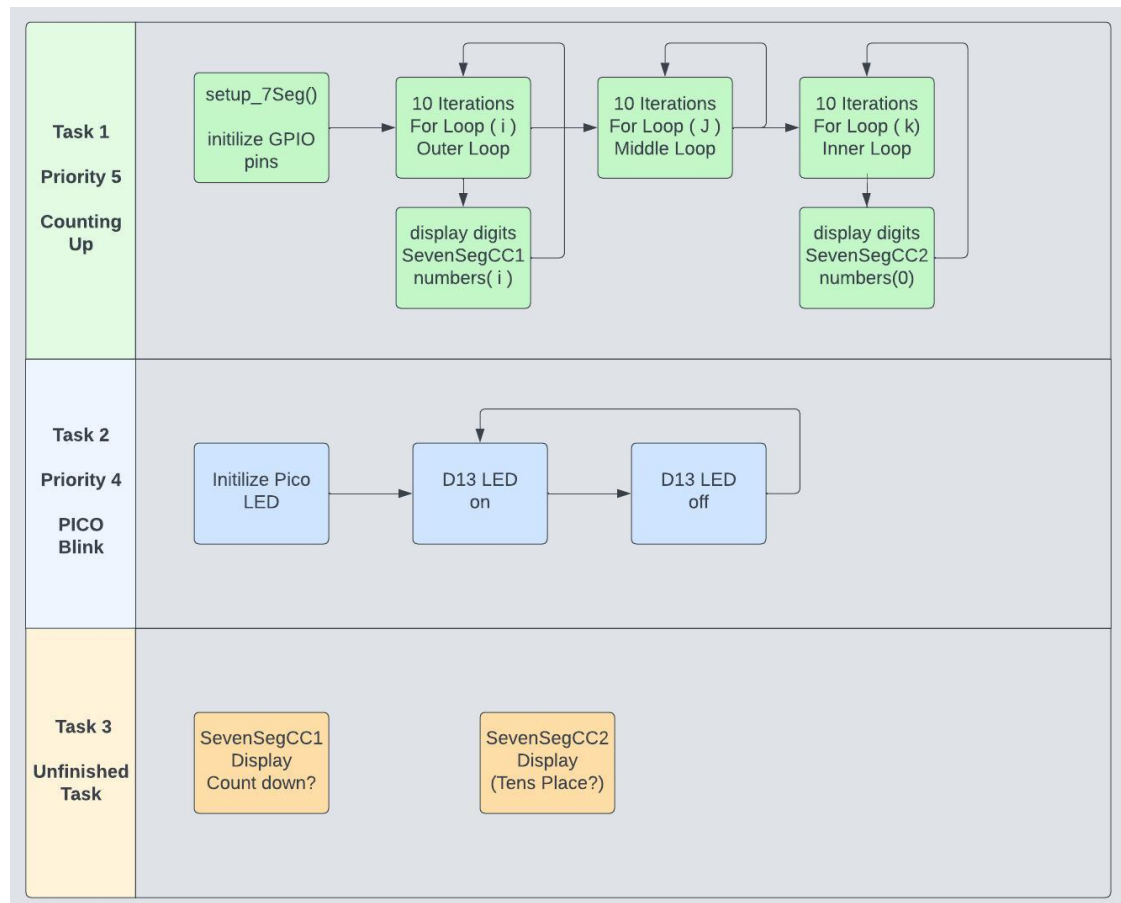 Task 1
Priority 5
Counting
Up
setup_7Seg()
initilize GPIO
pins
10 Iterations
For Loop ( i )
Outer Loop
10 Iterations
For Loop ( J )
Middle Loop
10 Iterations
For Loop ( k)
Inner Loop
display digits
SevenSegCC1
numbers( i )
display digits
SevenSegCC2
numbers(0)
Task 2
Priority 4
PICO
Blink
Initilize Pico
LED
D13 LED
on
D13 LED
off
Task 3
Unfinished
Task
SevenSegCC1
Display
Count down?
SevenSegCC2
Display
(Tens Place?)